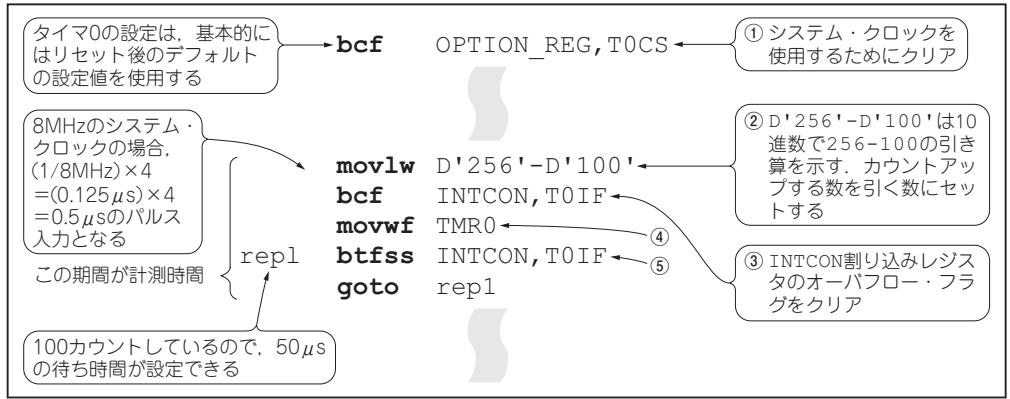 タイマ0の設定は，基本的に
はリセット後のデフォルト
の設定値を使用する
bcf OPTION_REG,T0CS
① システム・クロックを
使用するためにクリア
8MHzのシステム・
クロックの場合，
(1/8MHz)×4
=(0.125μs)×4
=0.5μsのパルス
入力となる
② D'256'-D'100'は10
進数で256-100の引き
算を示す．カウントアッ
プする数を引く数にセッ
トする
movlw D'256'-D'100'
bcf INTCON,T0IF
movwf TMR0 ④
rep1 btfss INTCON,T0IF ⑤
goto rep1
この期間が計測時間
③ INTCON割り込みレジス
タのオーバフロー・フラ
グをクリア
100カウントしているので，50μs
の待ち時間が設定できる